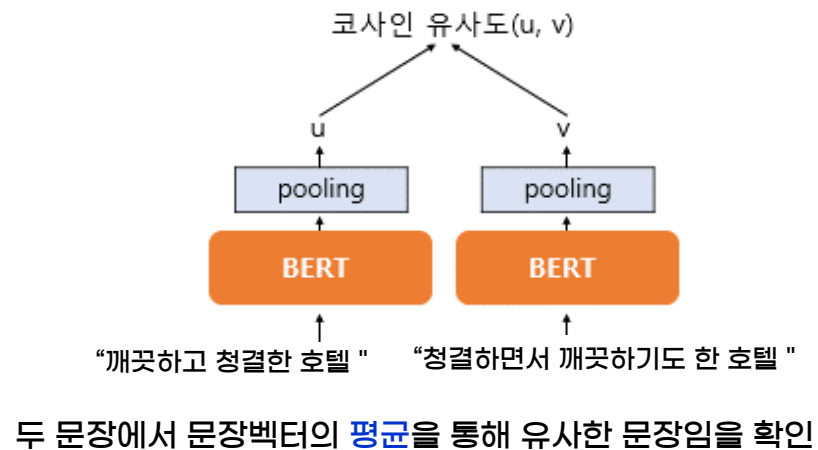 코사인 유사도(u, v)
u v
pooling pooling
BERT BERT
“깨끗하고 청결한 호텔 " “청결하면서 깨끗하기도 한 호텔 "
두 문장에서 문장벡터의 평균을 통해 유사한 문장임을 확인